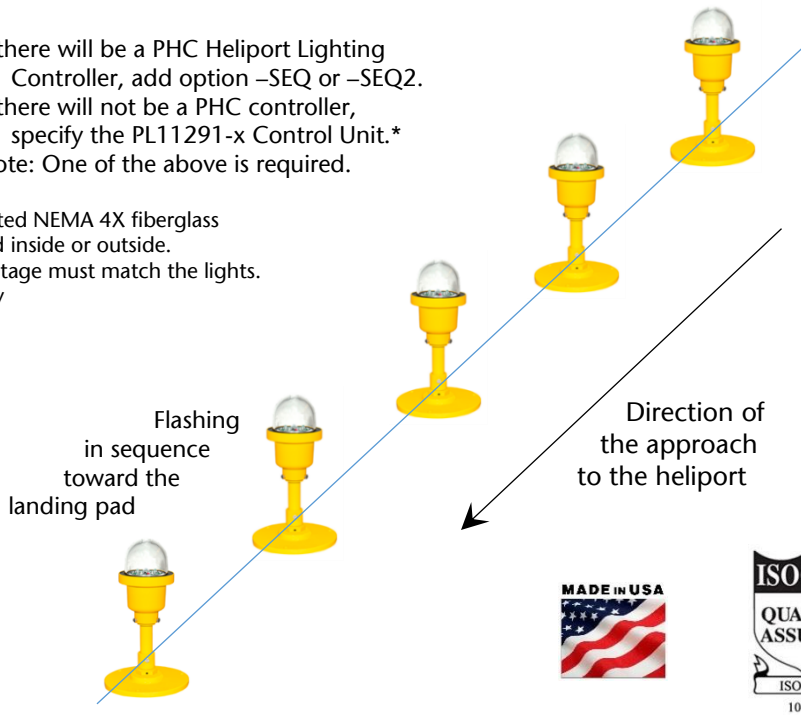 there will be a PHC Heliport Lighting
Controller, add option –SEQ or –SEQ2.
there will not be a PHC controller,
specify the PL11291-x Control Unit.*
ote: One of the above is required.
ted NEMA 4X fiberglass
d inside or outside.
tage must match the lights.
y
Flashing
in sequence
toward the
landing pad
Direction of
the approach
to the heliport
MADE IN USA
ISO
QUA
ASSU
ISO
10